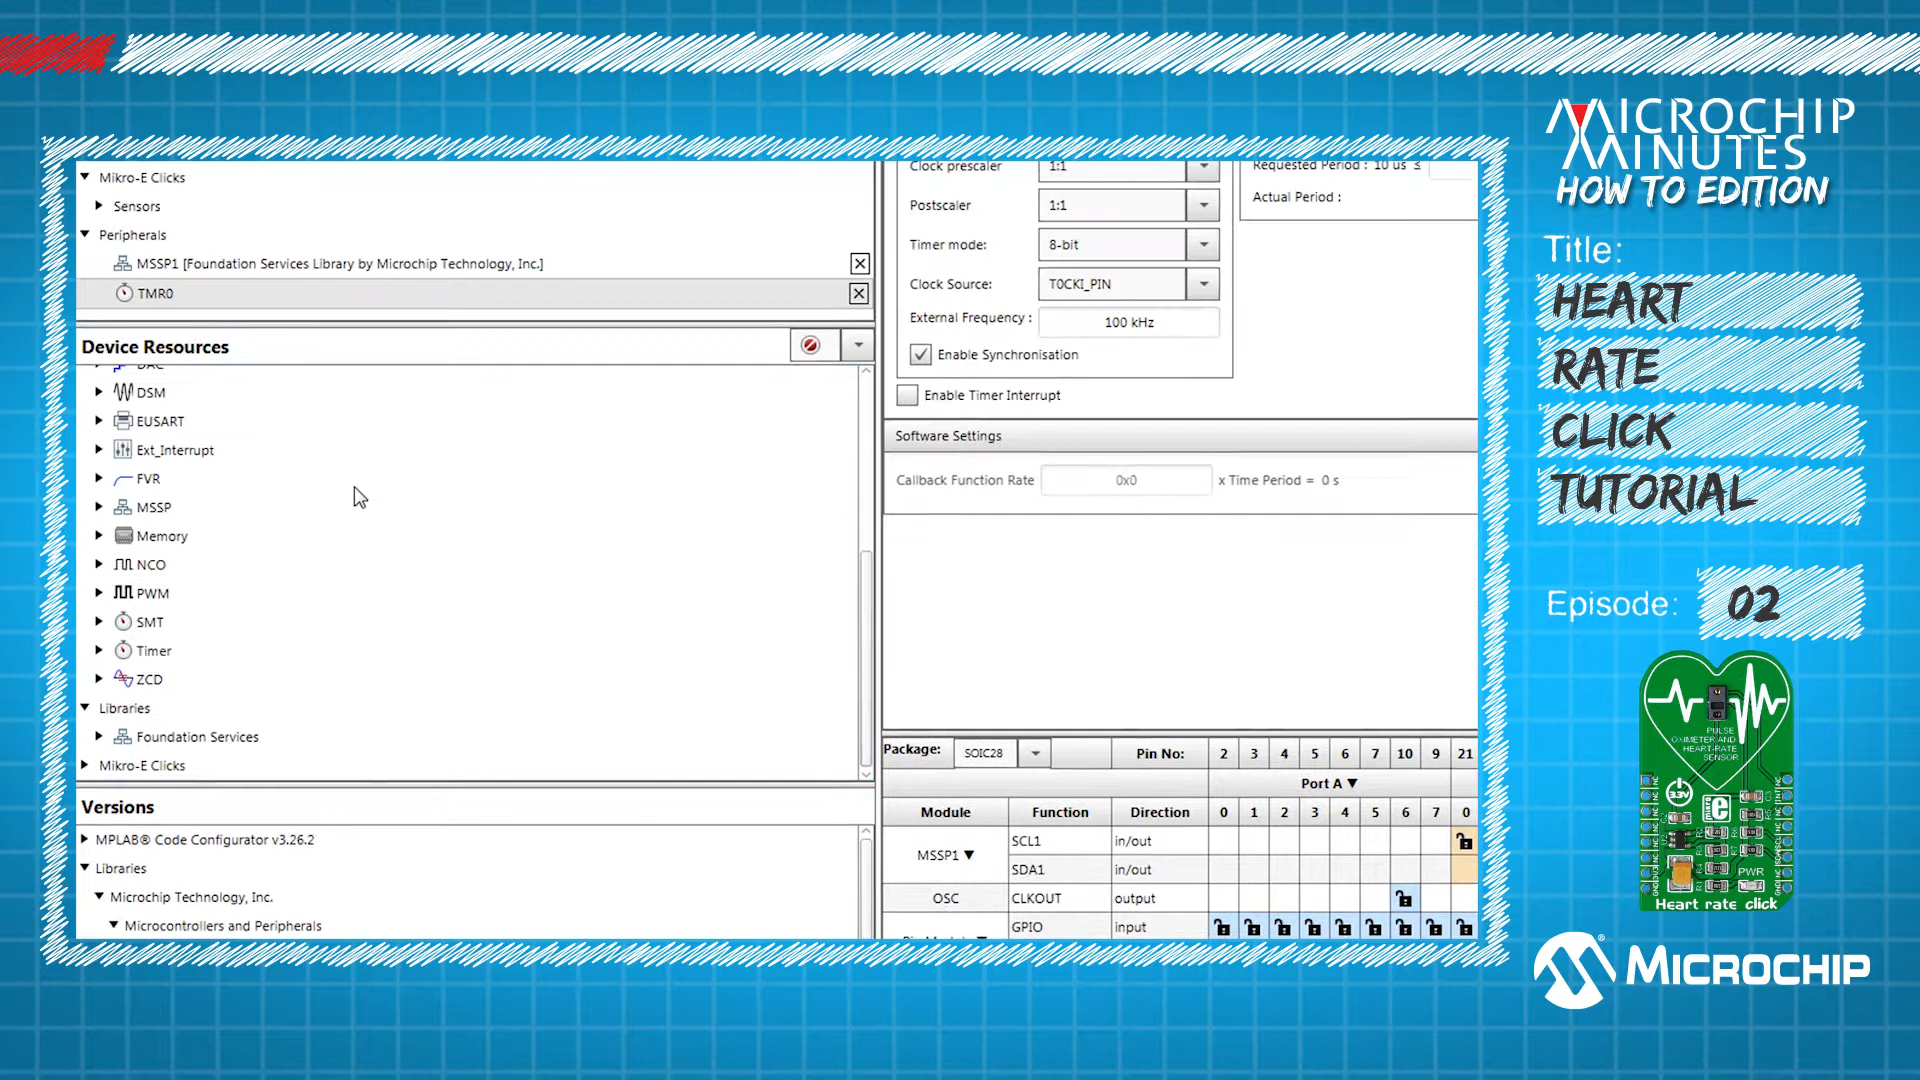 MICROCHIP
MINUTES
HOW TO EDITION
Title:
HEART
RATE
CLICK
TUTORIAL
Episode: 02
Mikro-E Clicks
Sensors
Peripherals
MSSP1 [Foundation Services Library by Microchip Technology, Inc.]
TMR0
Device Resources
DAC
DSM
EUSART
Ext_Interrupt
FVR
MSSP
Memory
NCO
PWM
SMT
Timer
ZCD
Libraries
Foundation Services
Mikro-E Clicks
Versions
MPLAB® Code Configurator v3.26.2
Libraries
Microchip Technology, Inc.
Microcontrollers and Peripherals
Clock prescaler 1:1
Postscaler 1:1
Timer mode: 8-bit
Clock Source: T0CKI_PIN
External Frequency : 100 kHz
Enable Synchronisation
Enable Timer Interrupt
Requested Period : 10 us ≤
Actual Period :
Software Settings
Callback Function Rate 0x0 x Time Period = 0 s
Package: SOIC28 Pin No: 2 3 4 5 6 7 10 9 21
Port A ▼
Module Function Direction 0 1 2 3 4 5 6 7 0
MSSP1 ▼ SCL1 in/out
SDA1 in/out
OSC CLKOUT output
GPIO input
PULSE
OXIMETER AND
HEART-RATE
SENSOR
3.3V
PWR
Heart rate click
MICROCHIP